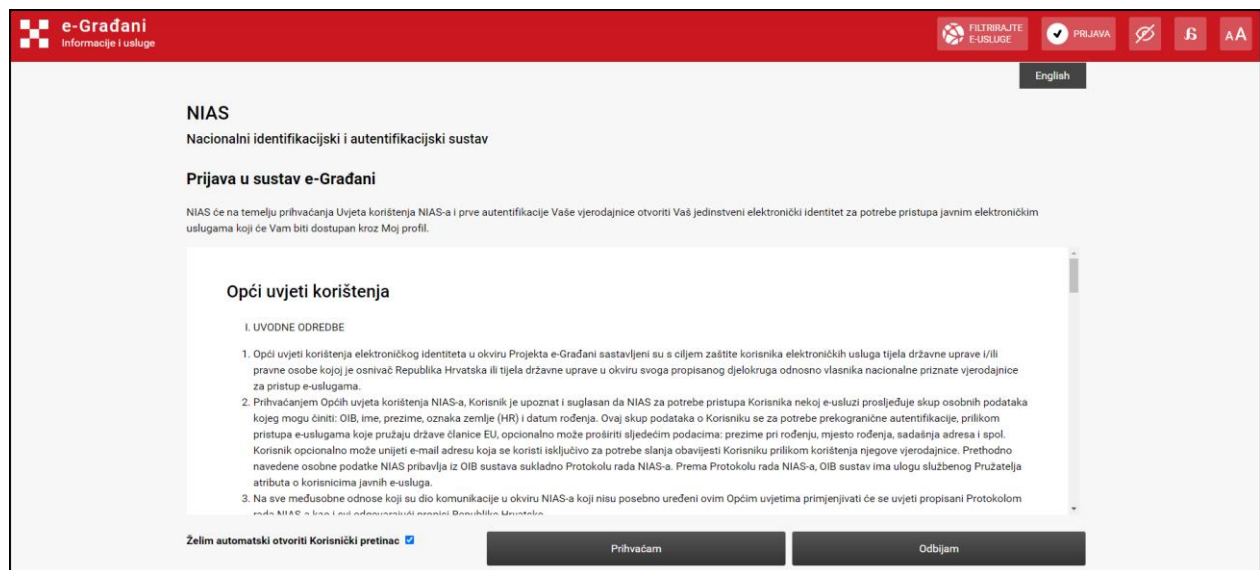 e-Građani
Informacije i usluge
FILTRIRAJTE
E-USLUGE
PRIJAVA
AA
English
NIAS
Nacionalni identifikacijski i autentifikacijski sustav
Prijava u sustav e-Građani
NIAS će na temelju prihvaćanja Uvjeta korištenja NIAS-a i prve autentifikacije Vaše vjerodajnice otvoriti Vaš jedinstveni elektronički identitet za potrebe pristupa javnim elektroničkim
uslugama koji će Vam biti dostupan kroz Moj profil.
Opći uvjeti korištenja
I. UVODNE ODREDBE
1. Opći uvjeti korištenja elektroničkog identiteta u okviru Projekta e-Građani sastavljeni su s ciljem zaštite korisnika elektroničkih usluga tijela državne uprave i/ili
pravne osobe kojoj je osnivač Republika Hrvatska ili tijela državne uprave u okviru svoga propisanog djelokruga odnosno vlasnika nacionalne priznate vjerodajnice
za pristup e-uslugama.
2. Prihvaćanjem Općih uvjeta korištenja NIAS-a, Korisnik je upoznat i suglasan da NIAS za potrebe pristupa Korisnika nekoj e-usluzi prosljeđuje skup osobnih podataka
kojeg mogu činiti: OIB, ime, prezime, oznaka zemlje (HR) i datum rođenja. Ovaj skup podataka o Korisniku se za potrebe prekogranične autentifikacije, prilikom
pristupa e-uslugama koje pružaju države članice EU, opcionalno može proširiti sljedećim podacima: prezime pri rođenju, mjesto rođenja, sadašnja adresa i spol.
Korisnik opcionalno može unijeti e-mail adresu koja se koristi isključivo za potrebe slanja obavijesti Korisniku prilikom korištenja njegove vjerodajnice. Prethodno
navedene osobne podatke NIAS pribavlja iz OIB sustava sukladno Protokolu rada NIAS-a. Prema Protokolu rada NIAS-a, OIB sustav ima ulogu službenog Pružatelja
atributa o korisnicima javnih e-usluga.
3. Na sve međusobne odnose koji su dio komunikacije u okviru NIAS-a koji nisu posebno uređeni ovim Općim uvjetima primjenjivati će se uvjeti propisani Protokolom
rada NIAS-a kao i svi odgovarajući propisi Republike Hrvatske.
Želim automatski otvoriti Korisnički pretinac
Prihvaćam
Odbijam